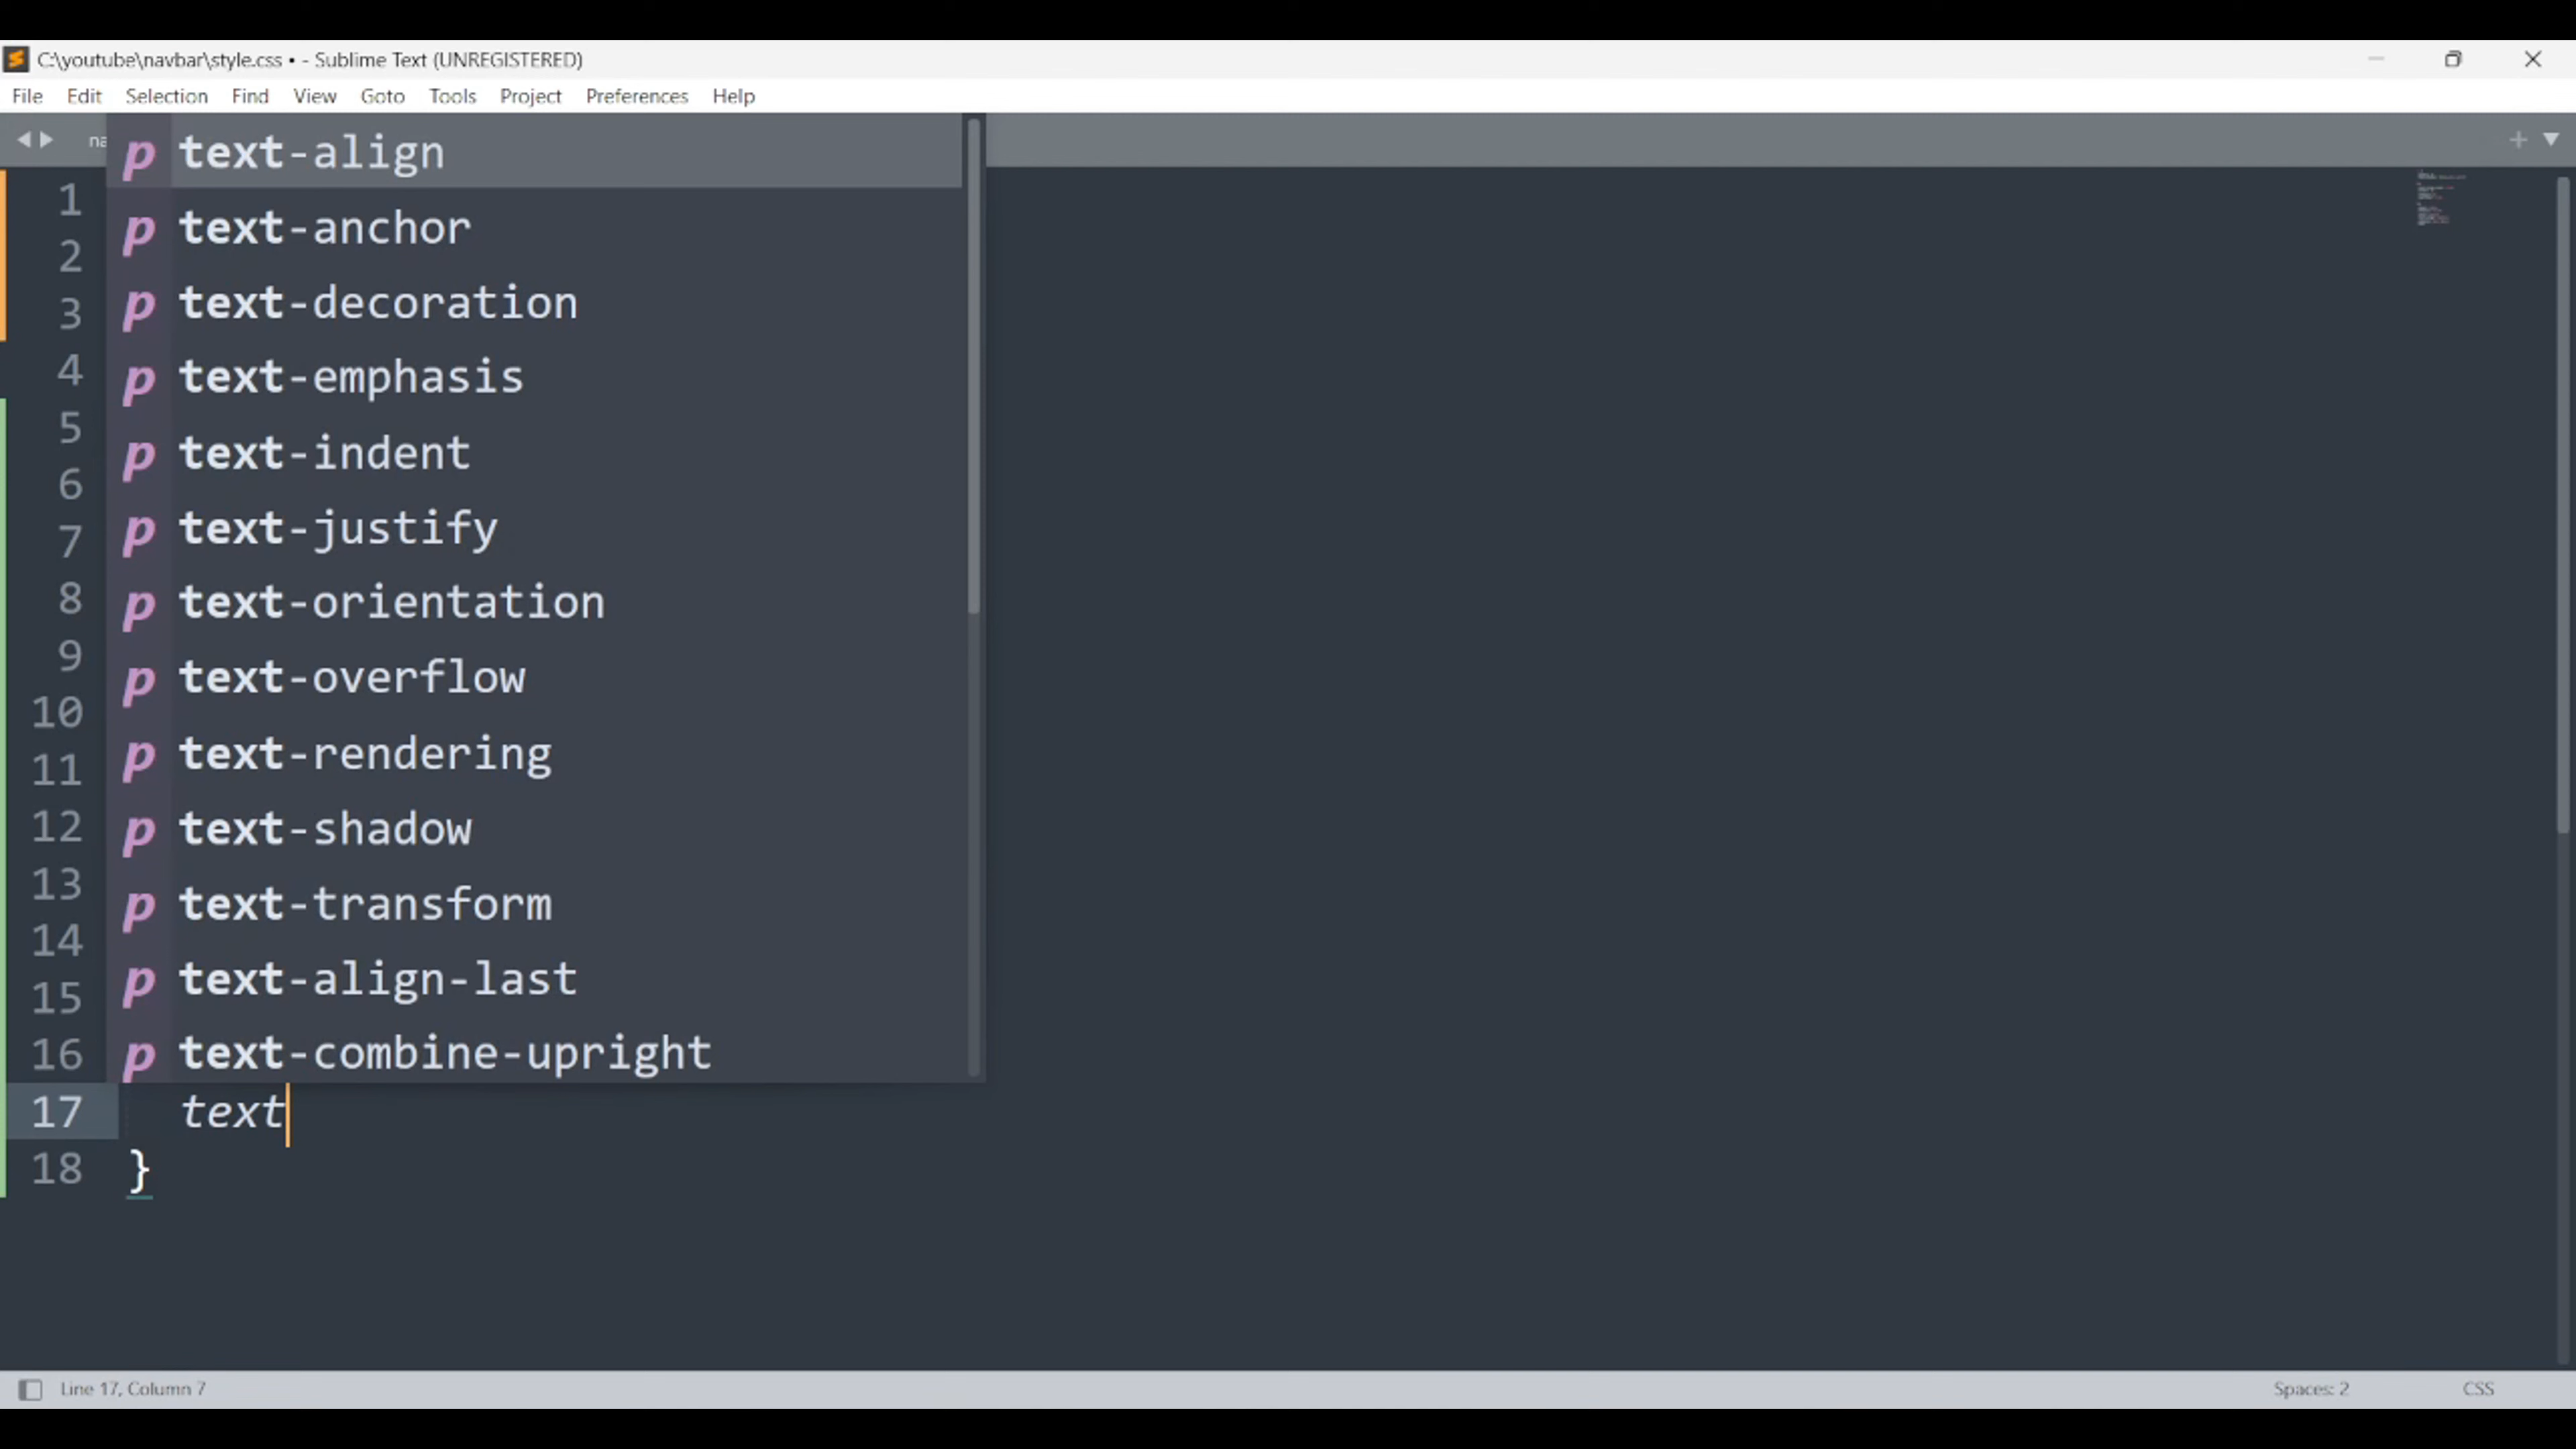 C:\youtube\navbar\style.css • - Sublime Text (UNREGISTERED)
File Edit Selection Find View Goto Tools Project Preferences Help
na
p text-align
1
p text-anchor
2
p text-decoration
3
p text-emphasis
4
p text-indent
5
6
p text-justify
7
p text-orientation
8
p text-overflow
9
p text-rendering
10
11
p text-shadow
12
p text-transform
13
14
p text-align-last
15
p text-combine-upright
16
17 text
18 }
Line 17, Column 7 Spaces: 2 CSS